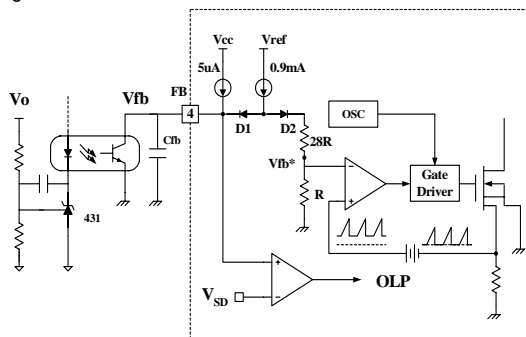 Vcc
Vref
5uA
0.9mA
Vo
Vfb
FB
4
OSC
D1
D2
Cfb
28R
Vfb*
R
Gate
Driver
431
V_SD
OLP